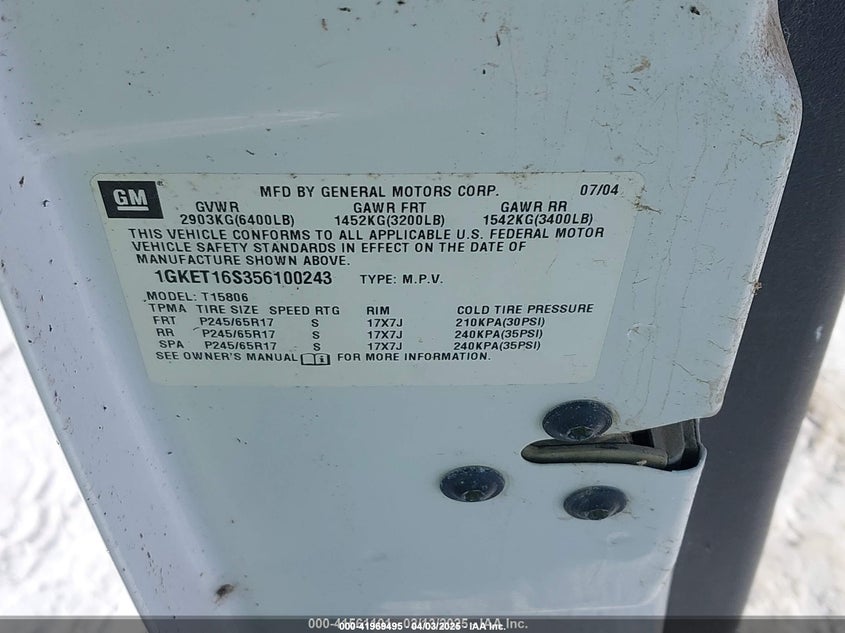 GM
MFD BY GENERAL MOTORS CORP. 07/04
GVWR GAWR FRT GAWR RR
2903KG(6400LB) 1452KG(3200LB) 1542KG(3400LB)
THIS VEHICLE CONFORMS TO ALL APPLICABLE U.S. FEDERAL MOTOR
VEHICLE SAFETY STANDARDS IN EFFECT ON THE DATE OF
MANUFACTURE SHOWN ABOVE.
1GKET16S356100243 TYPE: M.P.V.
MODEL: T15806
TPMA TIRE SIZE SPEED RTG RIM COLD TIRE PRESSURE
FRT P245/65R17 S 17X7J 210KPA(30PSI)
RR P245/65R17 S 17X7J 240KPA(35PSI)
SPA P245/65R17 S 17X7J 240KPA(35PSI)
SEE OWNER'S MANUAL FOR MORE INFORMATION.
41969495 04/03/2025 IAA Inc.